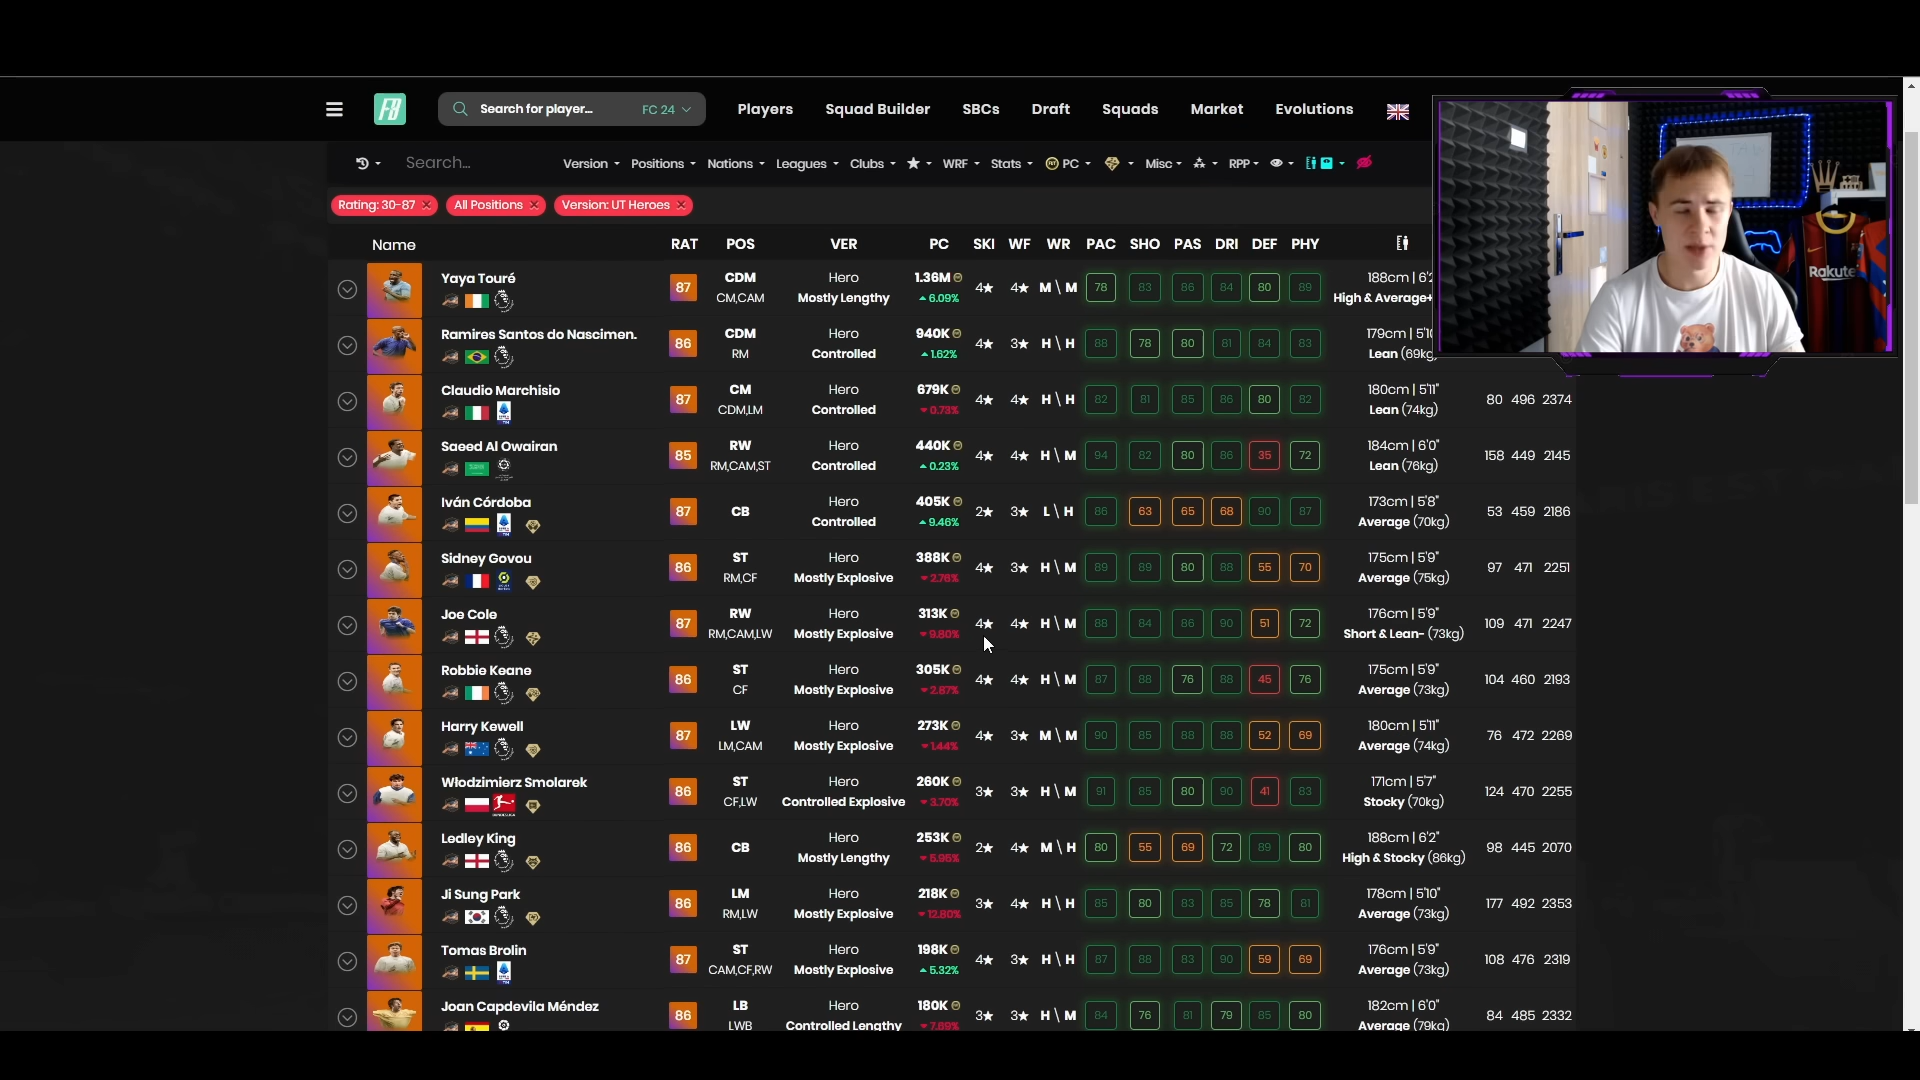 FB Search for player... FC 24 Players Squad Builder SBCs Draft Squads Market Evolutions
Search... Version Positions Nations Leagues Clubs WRF Stats PC Misc RPP
Rating: 30-87 All Positions Version: UT Heroes
Name RAT POS VER PC SKI WF WR PAC SHO PAS DRI DEF PHY
Yaya Touré 87 CDM Hero 1.36M 4★ 4★ M \ M 78 83 86 84 80 89 188cm | 6'2
CM,CAM Mostly Lengthy 6.09% High & Average+
Ramires Santos do Nascimen. 86 CDM Hero 940K 4★ 3★ H \ H 88 78 80 81 84 83 179cm | 5'10
RM Controlled 1.62% Lean (69kg
Claudio Marchisio 87 CM Hero 679K 4★ 4★ H \ H 82 81 85 86 80 82 180cm | 5'11" 80 496 2374
CDM,LM Controlled 0.73% Lean (74kg)
Saeed Al Owairan 85 RW Hero 440K 4★ 4★ H \ M 94 82 80 86 35 72 184cm | 6'0" 158 449 2145
RM,CAM,ST Controlled 0.23% Lean (76kg)
Rakute
Iván Córdoba 87 CB Hero 405K 2★ 3★ L \ H 86 63 65 68 90 87 173cm | 5'8" 53 459 2186
Controlled 9.46% Average (70kg)
Sidney Govou 86 ST Hero 388K 4★ 3★ H \ M 89 89 80 88 55 70 175cm | 5'9" 97 471 2251
RM,CF Mostly Explosive 2.76% Average (75kg)
Joe Cole 87 RW Hero 313K 4★ 4★ H \ M 88 84 86 90 51 72 176cm | 5'9" 109 471 2247
RM,CAM,LW Mostly Explosive 9.80% Short & Lean- (73kg)
Robbie Keane 86 ST Hero 305K 4★ 4★ H \ M 87 88 76 88 45 76 175cm | 5'9" 104 460 2193
CF Mostly Explosive 2.87% Average (73kg)
Harry Kewell 87 LW Hero 273K 4★ 3★ M \ M 90 85 88 88 52 69 180cm | 5'11" 76 472 2269
LM,CAM Mostly Explosive 1.44% Average (74kg)
Włodzimierz Smolarek 86 ST Hero 260K 3★ 3★ H \ M 91 85 80 90 41 83 171cm | 5'7" 124 470 2255
CF,LW Controlled Explosive 3.70% Stocky (70kg)
Ledley King 86 CB Hero 253K 2★ 4★ M \ H 80 55 69 72 89 80 188cm | 6'2" 98 445 2070
Mostly Lengthy 5.95% High & Stocky (86kg)
Ji Sung Park 86 LM Hero 218K 3★ 4★ H \ H 85 80 83 85 78 81 178cm | 5'10" 177 492 2353
RM,LW Mostly Explosive 12.80% Average (73kg)
Tomas Brolin 87 ST Hero 198K 4★ 3★ H \ H 87 88 83 90 59 69 176cm | 5'9" 108 476 2319
CAM,CF,RW Mostly Explosive 5.32% Average (73kg)
Joan Capdevila Méndez 86 LB Hero 180K 3★ 3★ H \ M 84 76 81 79 85 80 182cm | 6'0" 84 485 2332
LWB Controlled Lengthy 7.89% Average (79kg)